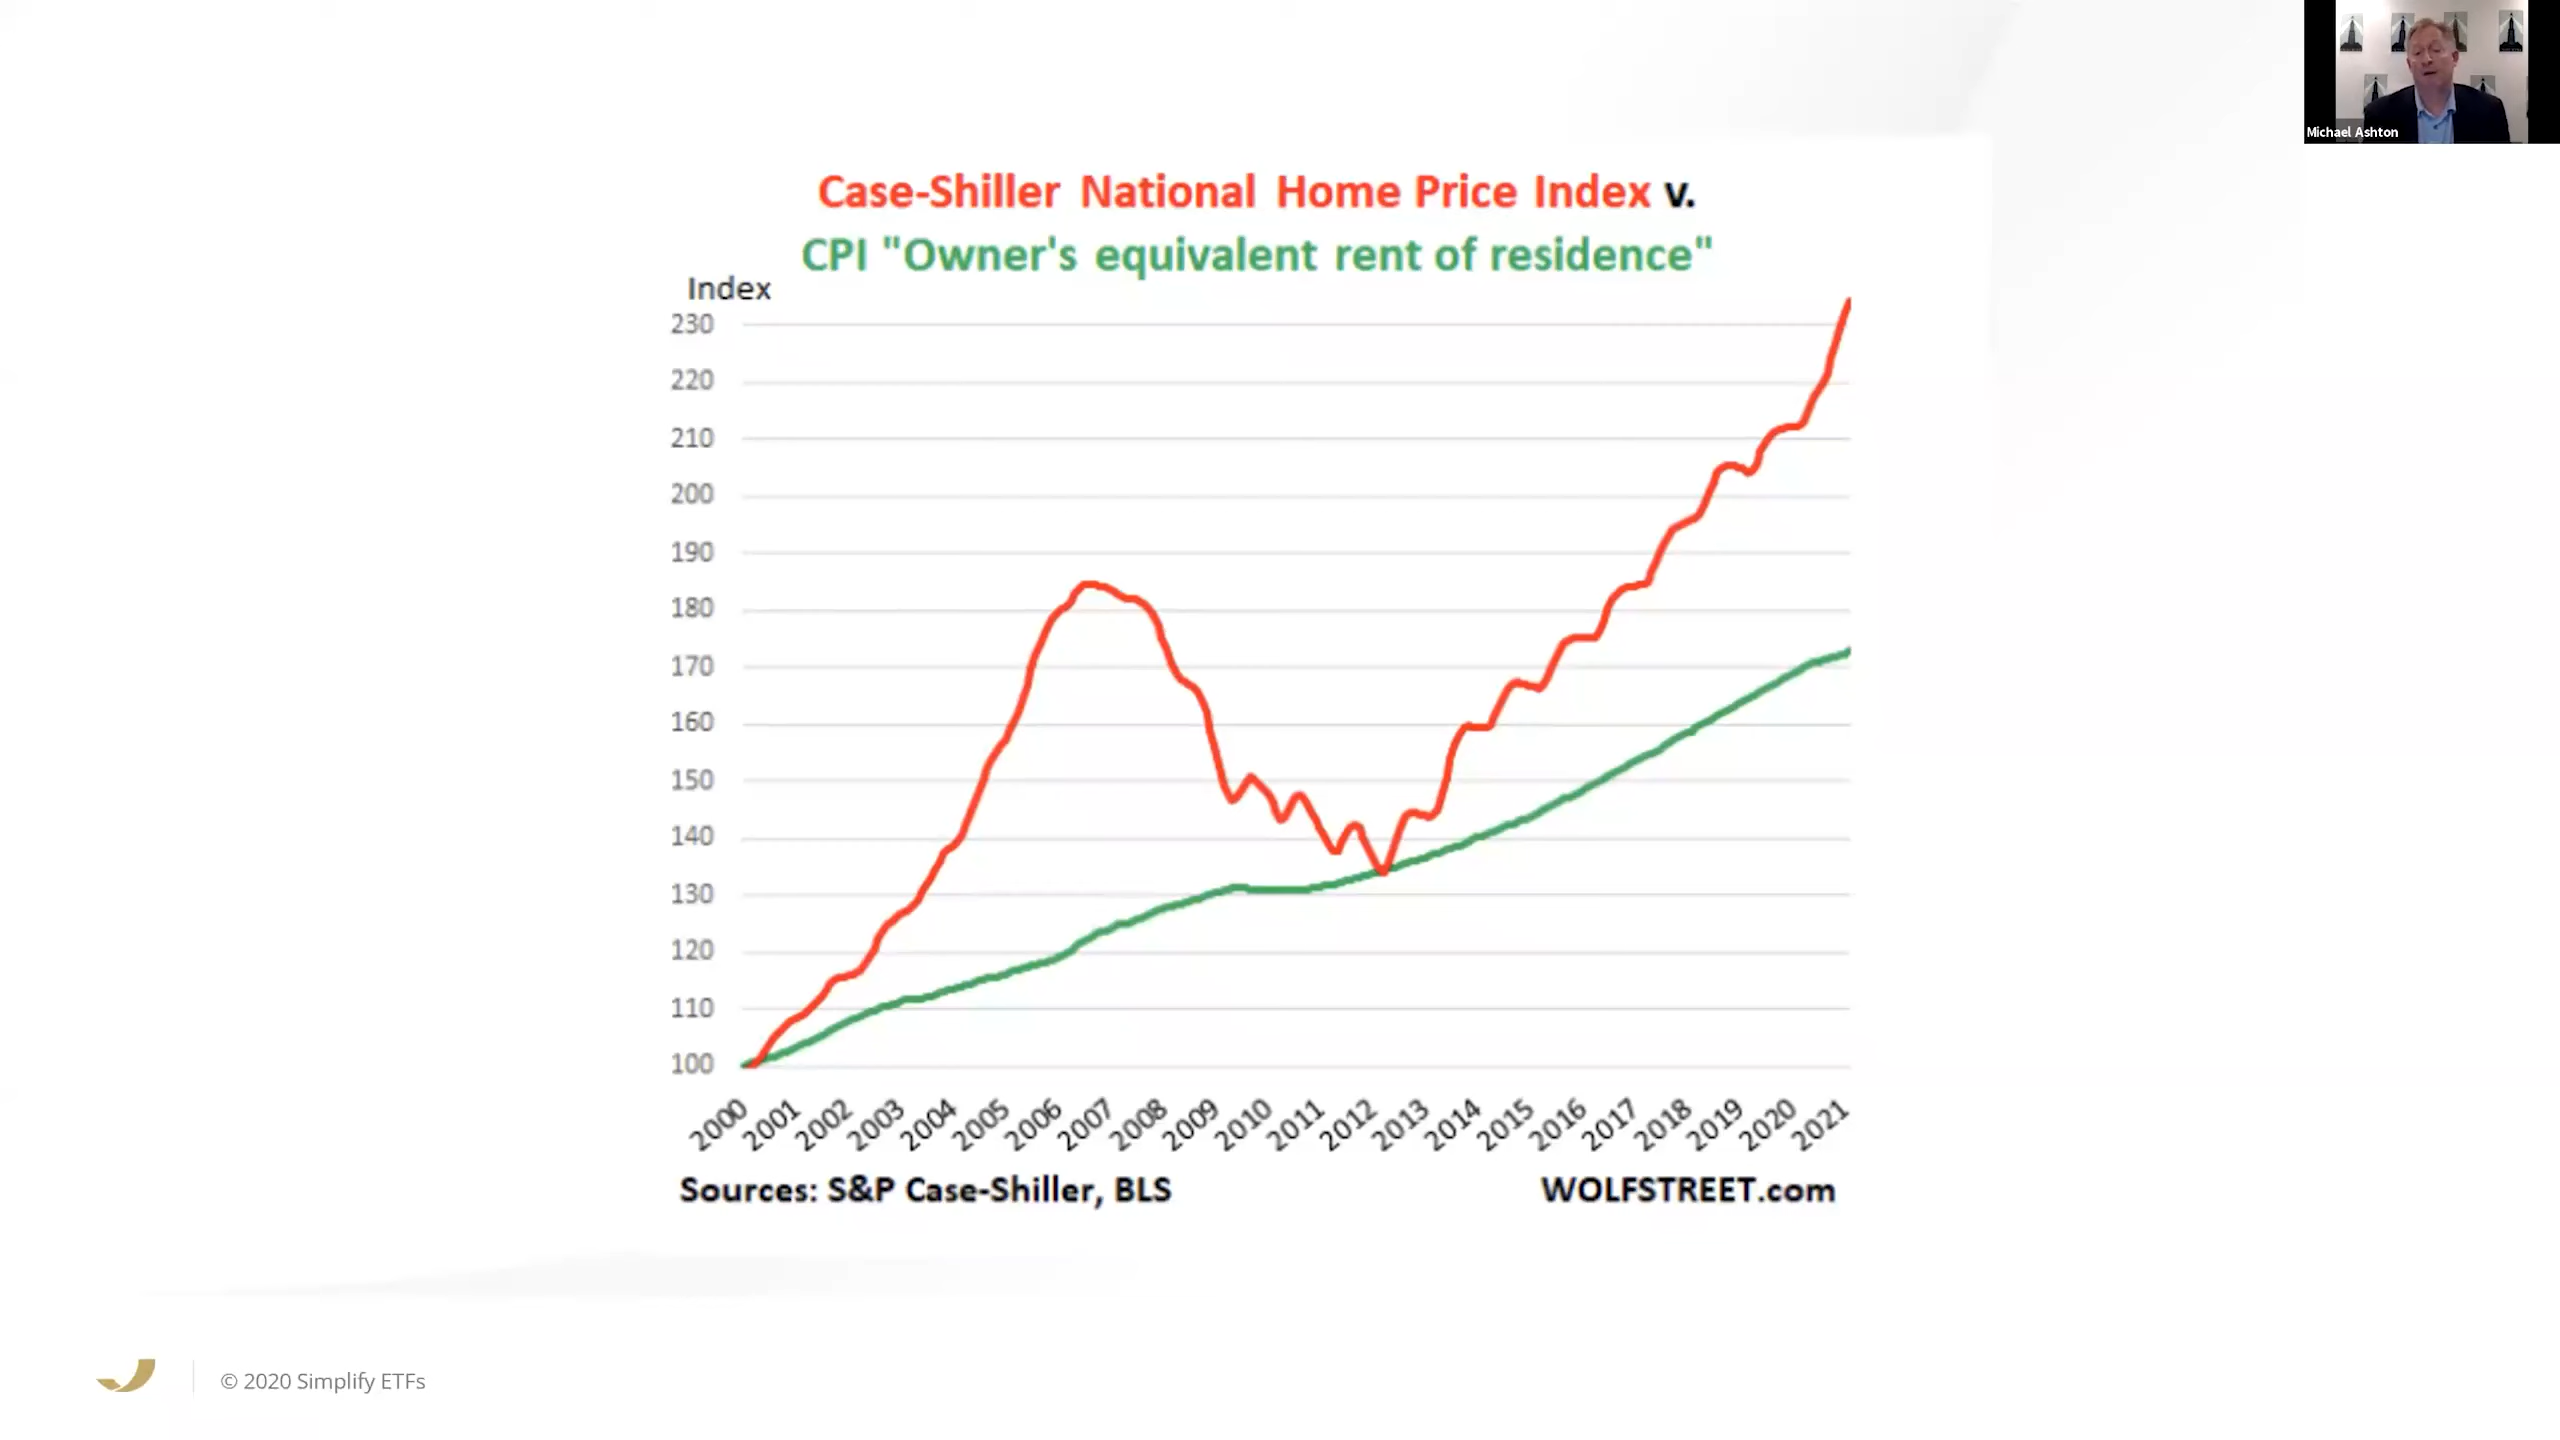 Michael Ashton
Case-Shiller National Home Price Index v.
CPI "Owner's equivalent rent of residence"
Index
230
220
210
200
190
180
170
160
150
140
130
120
110
100
2000 2001 2002 2003 2004 2005 2006 2007 2008 2009 2010 2011 2012 2013 2014 2015 2016 2017 2018 2019 2020 2021
Sources: S&P Case-Shiller, BLS
WOLFSTREET.com
© 2020 Simplify ETFs